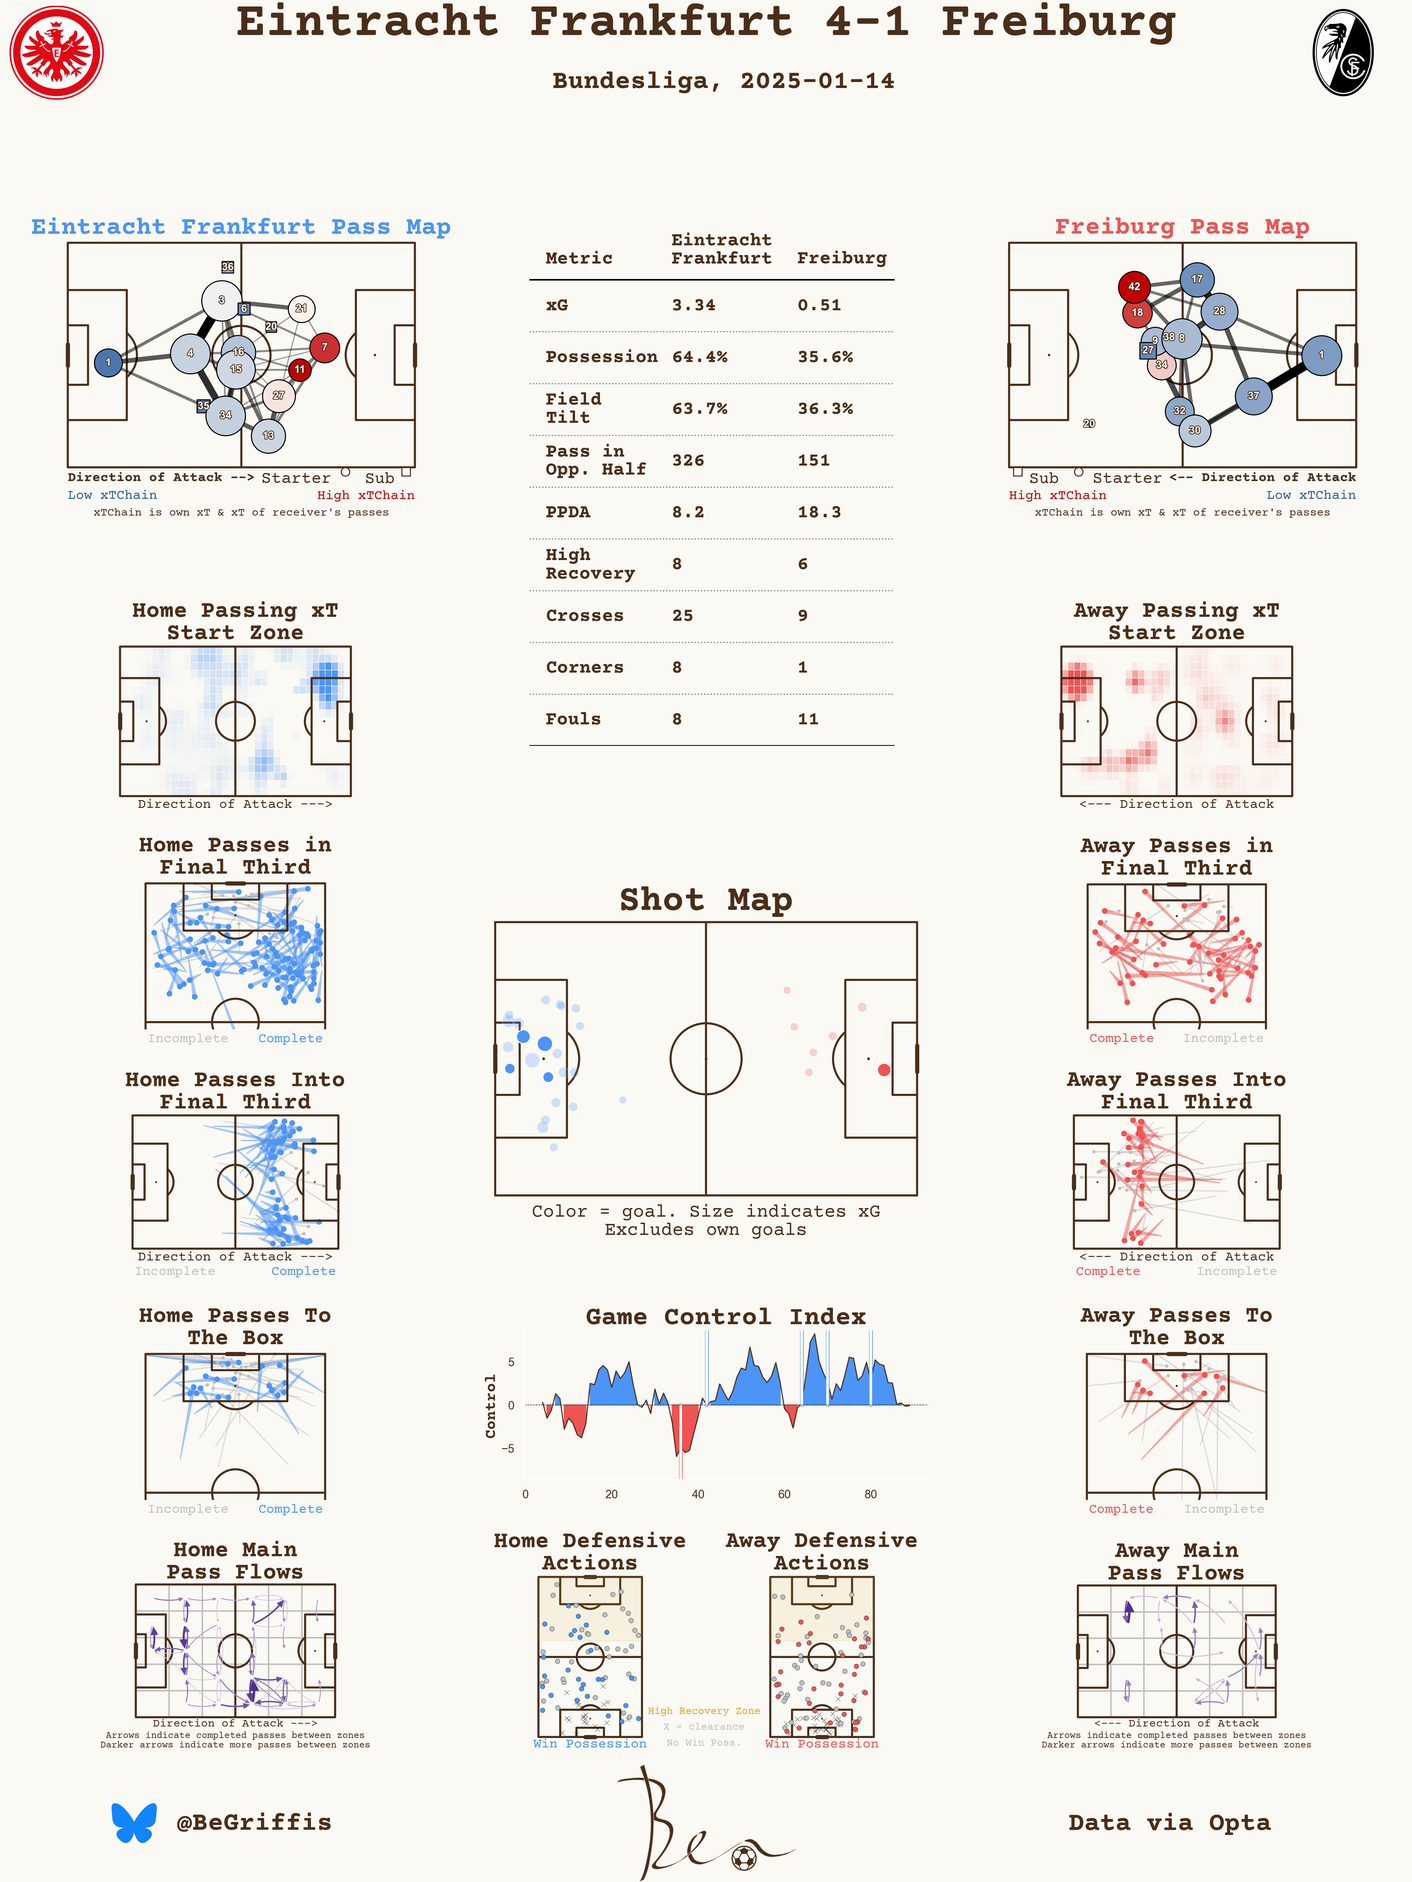 Eintracht Frankfurt 4-1 Freiburg
Bundesliga, 2025-01-14
Eintracht Frankfurt Pass Map
36
3
6
21
20
4
16
7
1
15
11
27
35
34
13
Direction of Attack --> Starter Sub
Low xTChain High xTChain
xTChain is own xT & xT of receiver's passes
Metric Eintracht Frankfurt Freiburg
xG 3.34 0.51
Possession 64.4% 35.6%
Field Tilt 63.7% 36.3%
Pass in Opp. Half 326 151
PPDA 8.2 18.3
High Recovery 8 6
Crosses 25 9
Corners 8 1
Fouls 8 11
Freiburg Pass Map
17
42
18
28
9
38
8
27
1
34
37
32
30
20
Sub Starter <-- Direction of Attack
High xTChain Low xTChain
xTChain is own xT & xT of receiver's passes
Home Passing xT
Start Zone
Direction of Attack --->
Away Passing xT
Start Zone
<--- Direction of Attack
Home Passes in
Final Third
Incomplete Complete
Away Passes in
Final Third
Complete Incomplete
Shot Map
Color = goal. Size indicates xG
Excludes own goals
Home Passes Into
Final Third
Direction of Attack --->
Incomplete Complete
Away Passes Into
Final Third
<--- Direction of Attack
Complete Incomplete
Home Passes To
The Box
Incomplete Complete
Game Control Index
Control
5
0
−5
0 20 40 60 80
Away Passes To
The Box
Complete Incomplete
Home Main
Pass Flows
Direction of Attack --->
Arrows indicate completed passes between zones
Darker arrows indicate more passes between zones
Home Defensive
Actions
Win Possession
High Recovery Zone
X = clearance
No Win Poss.
Away Defensive
Actions
Win Possession
Away Main
Pass Flows
<--- Direction of Attack
Arrows indicate completed passes between zones
Darker arrows indicate more passes between zones
@BeGriffis
Ben
Data via Opta